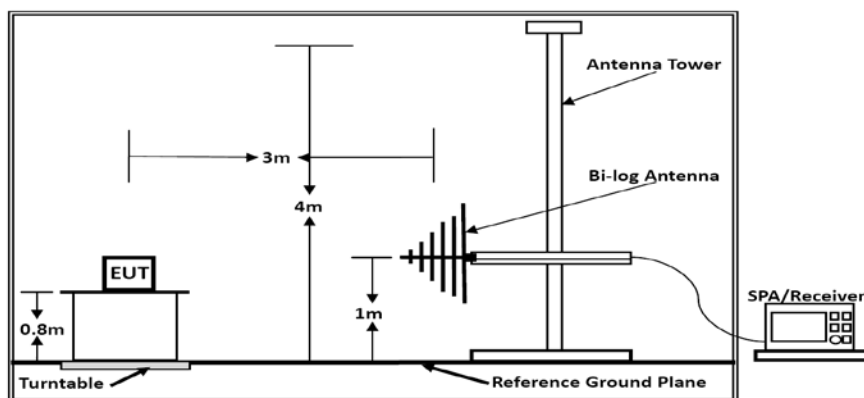 Antenna Tower
3m
Bi-log Antenna
4m
EUT
SPA/Receiver
0.8m
1m
Turntable
Reference Ground Plane